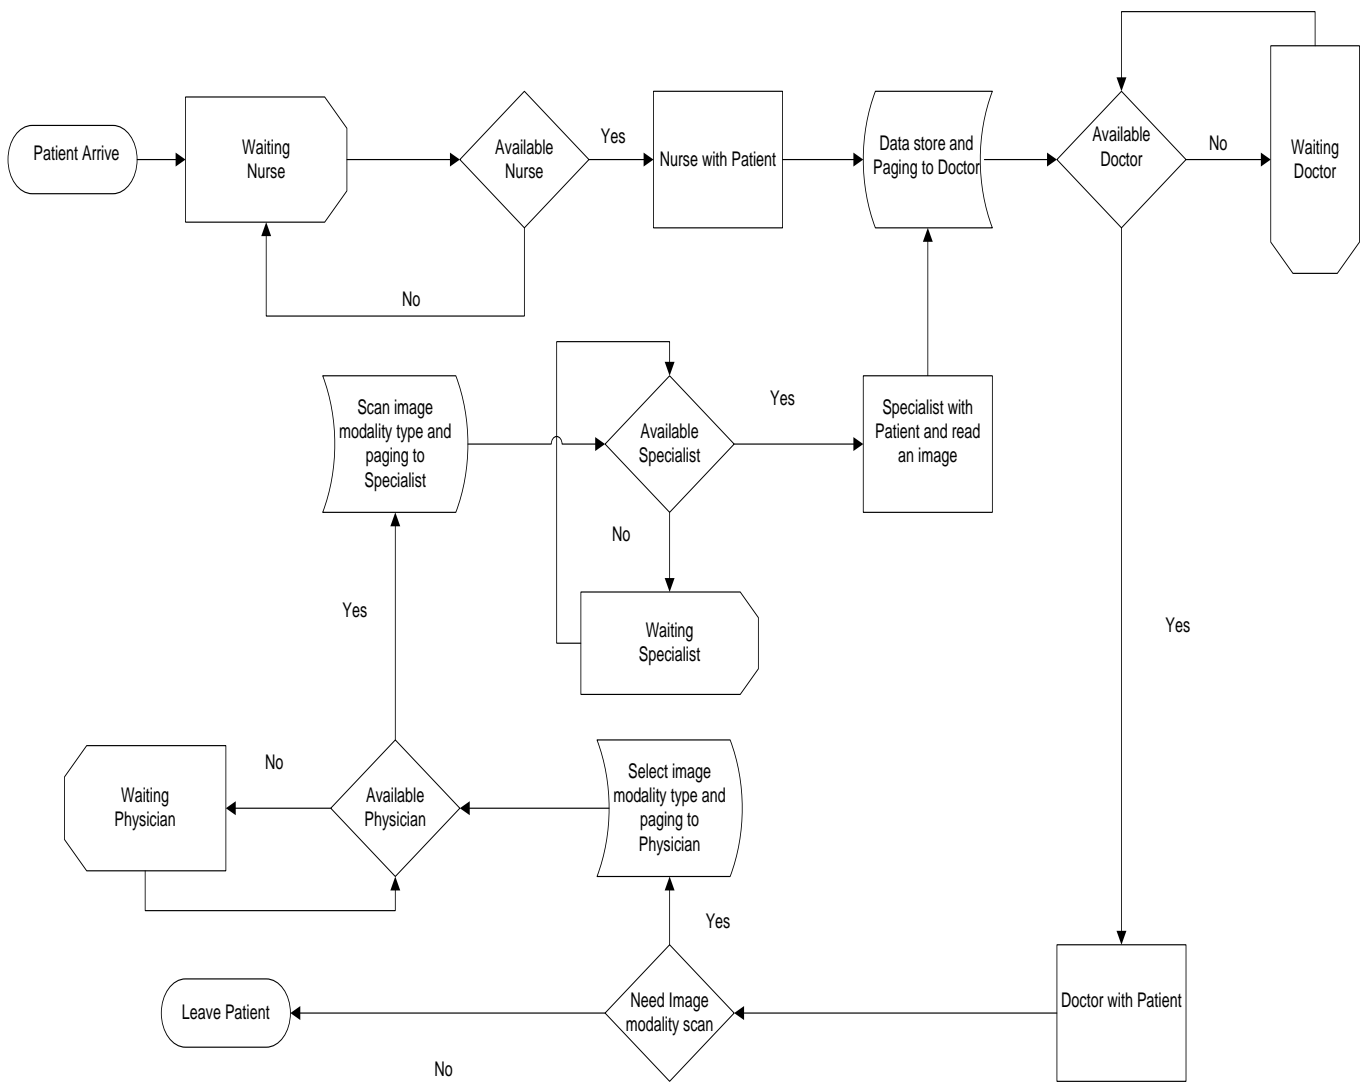 Patient Arrive
Waiting
Nurse
Available
Nurse
Yes
No
Nurse with Patient
Data store and
Paging to Doctor
Available
Doctor
No
Waiting
Doctor
Scan image
modality type and
paging to
Specialist
Available
Specialist
Yes
No
Specialist with
Patient and read
an image
Waiting
Specialist
Yes
Yes
Waiting
Physician
No
Available
Physician
Select image
modality type and
paging to
Physician
Yes
Leave Patient
No
Need Image
modality scan
Doctor with Patient